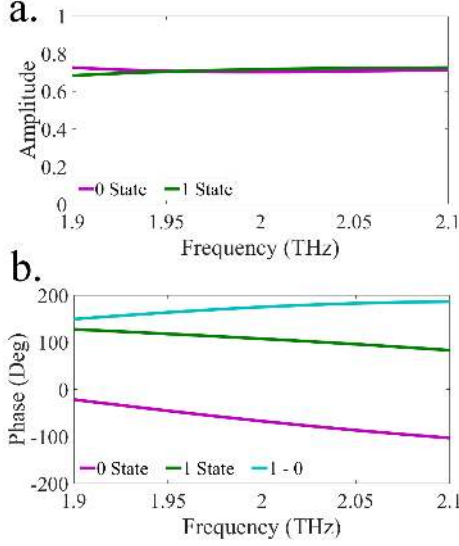 a.
1
0.8
0.6
0.4
0.2
0
Amplitude
0 State 1 State
1.9 1.95 2 2.05 2.1
Frequency (THz)
b.
200
100
0
-100
-200
Phase (Deg)
0 State 1 State 1 - 0
1.9 1.95 2 2.05 2.1
Frequency (THz)